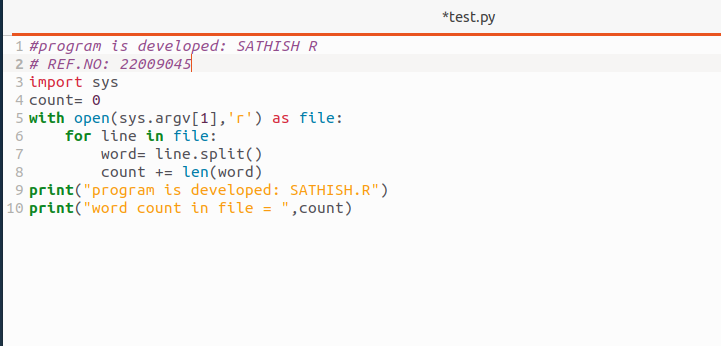 *test.py
1 #program is developed: SATHISH R
2 # REF.NO: 22009045
3 import sys
4 count= 0
5 with open(sys.argv[1],'r') as file:
6     for line in file:
7         word= line.split()
8         count += len(word)
9 print("program is developed: SATHISH.R")
10 print("word count in file = ",count)